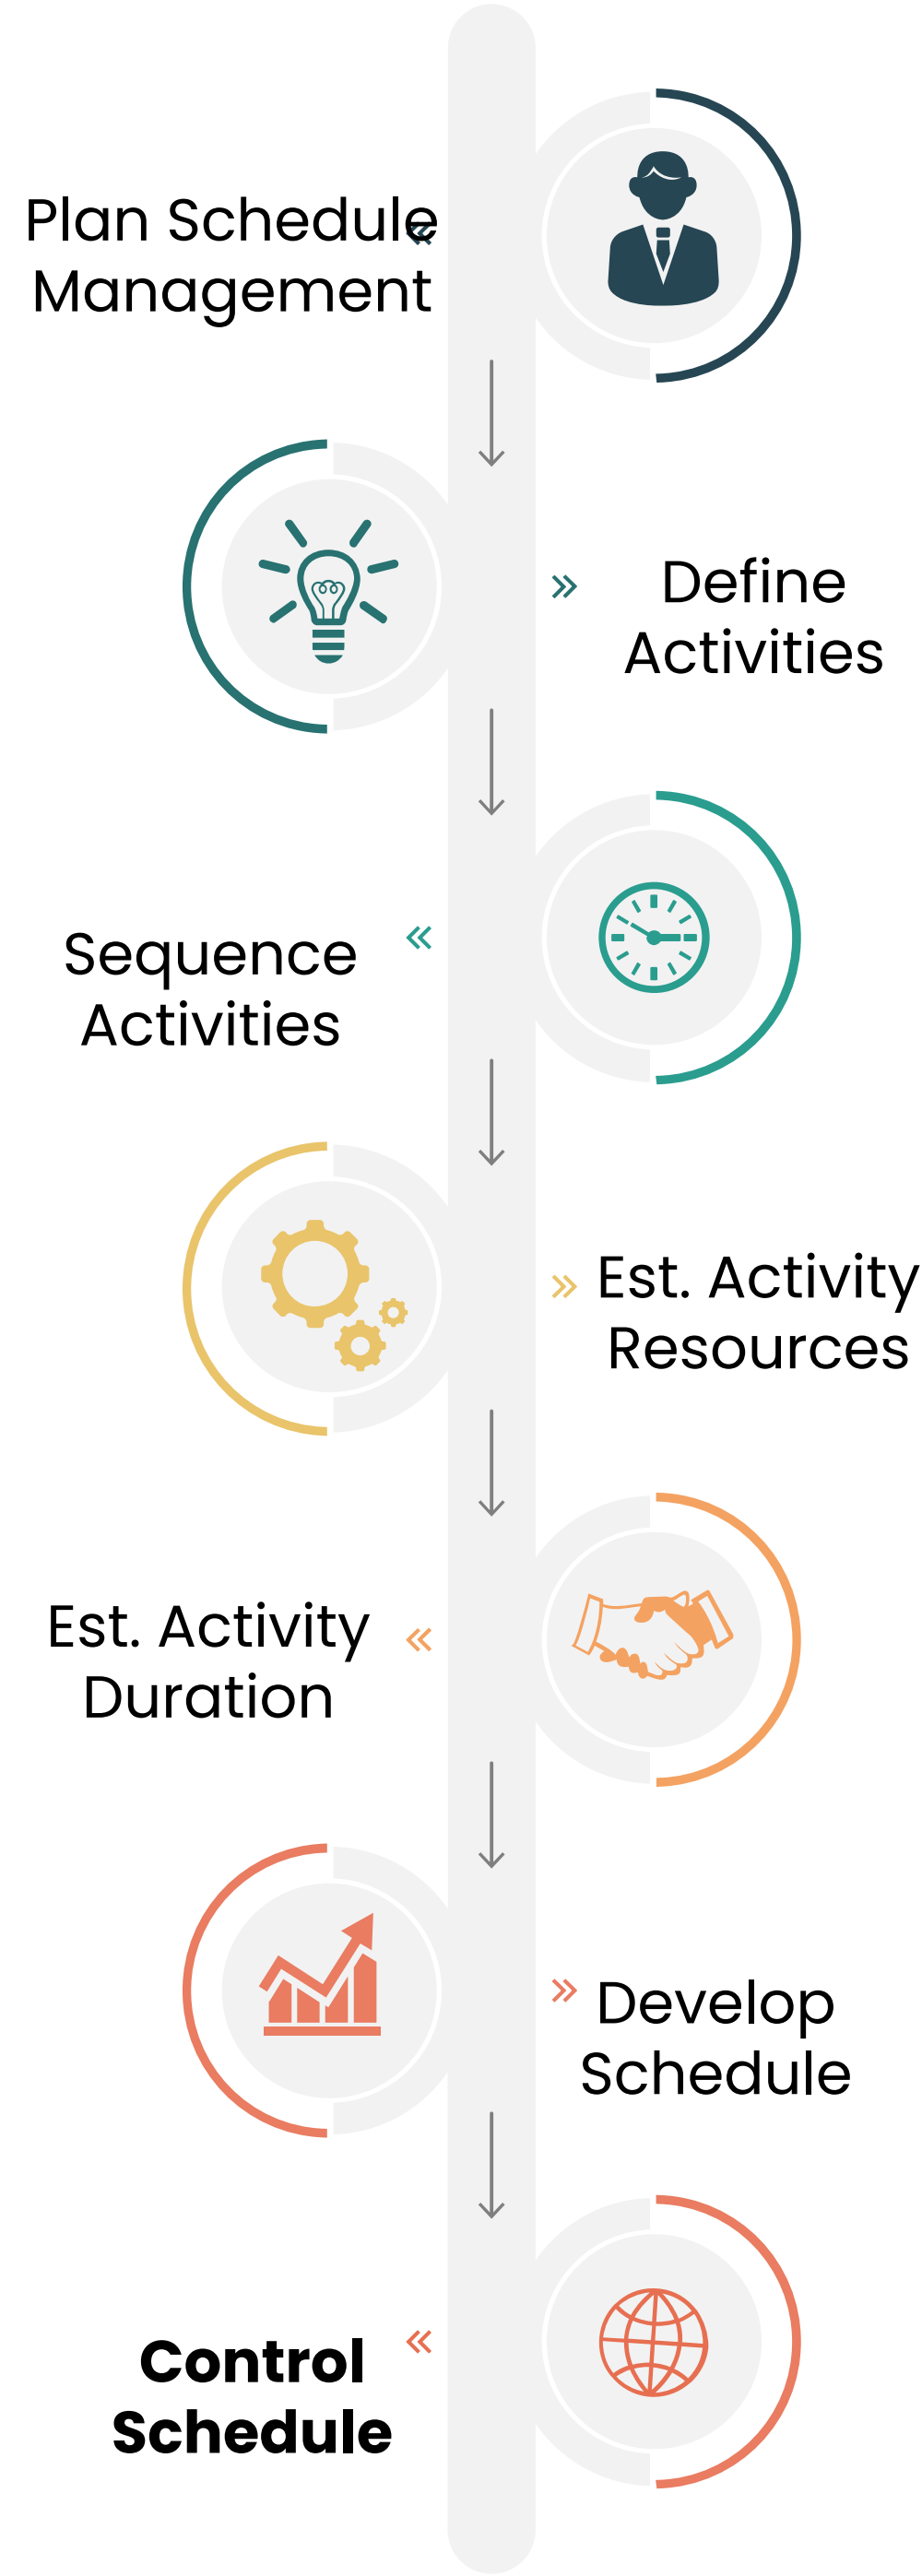 Plan Schedule
Management
Define
Activities
Sequence
Activities
Est. Activity
Resources
Est. Activity
Duration
Develop
Schedule
Control
Schedule